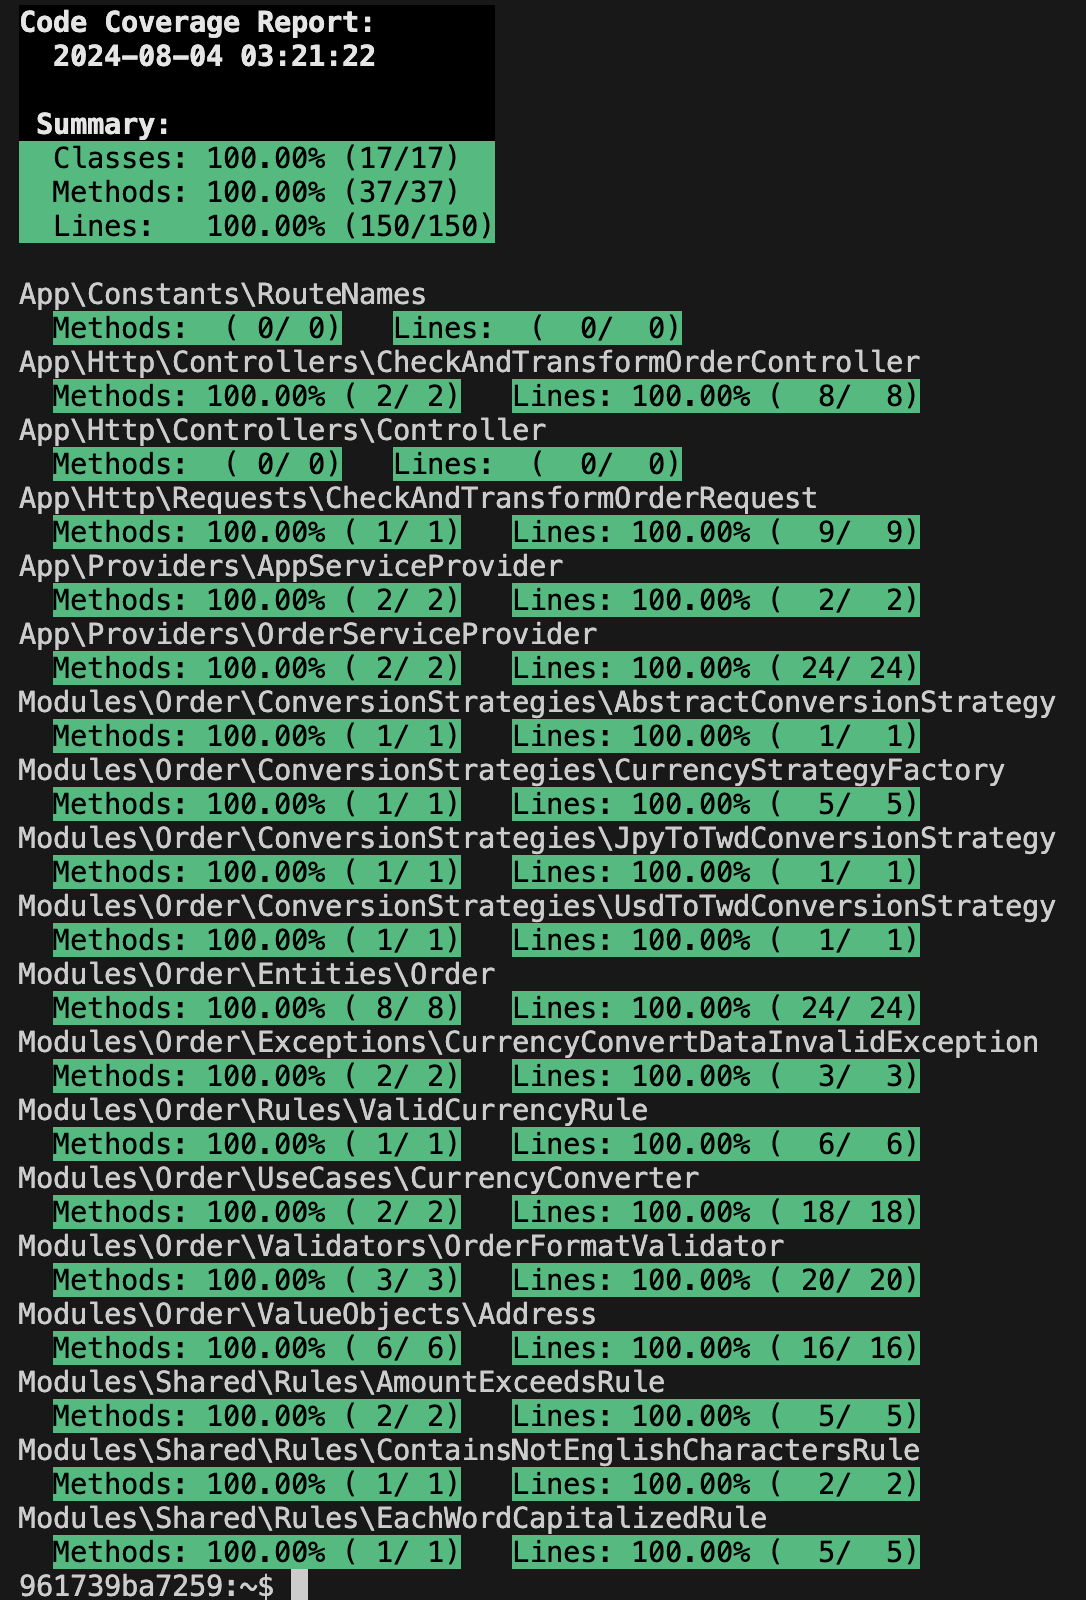 Code Coverage Report:
  2024-08-04 03:21:22

 Summary:
  Classes: 100.00% (17/17)
  Methods: 100.00% (37/37)
  Lines:   100.00% (150/150)

App\Constants\RouteNames
  Methods:  ( 0/ 0)   Lines:  (  0/  0)
App\Http\Controllers\CheckAndTransformOrderController
  Methods: 100.00% ( 2/ 2)   Lines: 100.00% (  8/  8)
App\Http\Controllers\Controller
  Methods:  ( 0/ 0)   Lines:  (  0/  0)
App\Http\Requests\CheckAndTransformOrderRequest
  Methods: 100.00% ( 1/ 1)   Lines: 100.00% (  9/  9)
App\Providers\AppServiceProvider
  Methods: 100.00% ( 2/ 2)   Lines: 100.00% (  2/  2)
App\Providers\OrderServiceProvider
  Methods: 100.00% ( 2/ 2)   Lines: 100.00% ( 24/ 24)
Modules\Order\ConversionStrategies\AbstractConversionStrategy
  Methods: 100.00% ( 1/ 1)   Lines: 100.00% (  1/  1)
Modules\Order\ConversionStrategies\CurrencyStrategyFactory
  Methods: 100.00% ( 1/ 1)   Lines: 100.00% (  5/  5)
Modules\Order\ConversionStrategies\JpyToTwdConversionStrategy
  Methods: 100.00% ( 1/ 1)   Lines: 100.00% (  1/  1)
Modules\Order\ConversionStrategies\UsdToTwdConversionStrategy
  Methods: 100.00% ( 1/ 1)   Lines: 100.00% (  1/  1)
Modules\Order\Entities\Order
  Methods: 100.00% ( 8/ 8)   Lines: 100.00% ( 24/ 24)
Modules\Order\Exceptions\CurrencyConvertDataInvalidException
  Methods: 100.00% ( 2/ 2)   Lines: 100.00% (  3/  3)
Modules\Order\Rules\ValidCurrencyRule
  Methods: 100.00% ( 1/ 1)   Lines: 100.00% (  6/  6)
Modules\Order\UseCases\CurrencyConverter
  Methods: 100.00% ( 2/ 2)   Lines: 100.00% ( 18/ 18)
Modules\Order\Validators\OrderFormatValidator
  Methods: 100.00% ( 3/ 3)   Lines: 100.00% ( 20/ 20)
Modules\Order\ValueObjects\Address
  Methods: 100.00% ( 6/ 6)   Lines: 100.00% ( 16/ 16)
Modules\Shared\Rules\AmountExceedsRule
  Methods: 100.00% ( 2/ 2)   Lines: 100.00% (  5/  5)
Modules\Shared\Rules\ContainsNotEnglishCharactersRule
  Methods: 100.00% ( 1/ 1)   Lines: 100.00% (  2/  2)
Modules\Shared\Rules\EachWordCapitalizedRule
  Methods: 100.00% ( 1/ 1)   Lines: 100.00% (  5/  5)
961739ba7259:~$